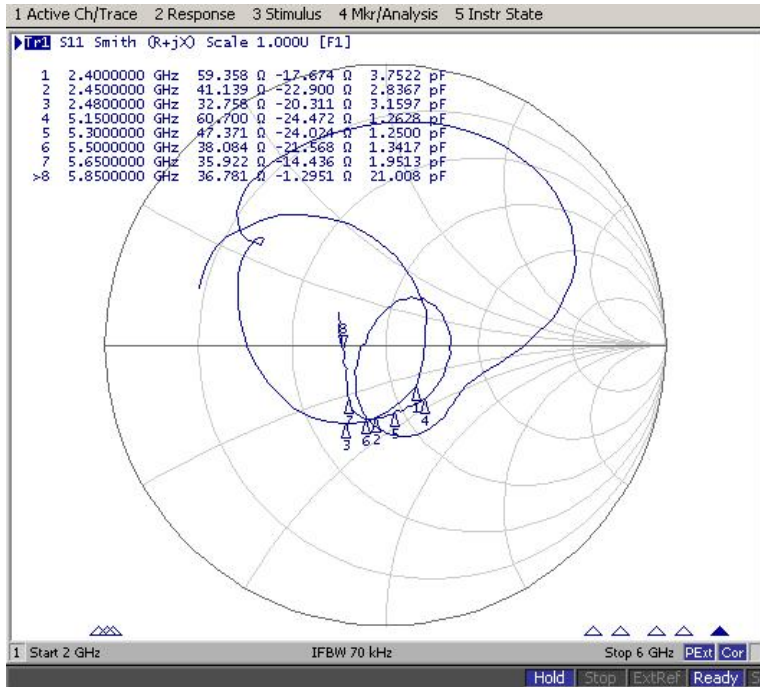 1 Active Ch/Trace 2 Response 3 Stimulus 4 Mkr/Analysis 5 Instr State
Tr1 S11 Smith (R+jX) Scale 1.000U [F1]
1 2.4000000 GHz 59.358 Ω -17.674 Ω 3.7522 pF
2 2.4500000 GHz 41.139 Ω -22.900 Ω 2.8367 pF
3 2.4800000 GHz 32.758 Ω -20.311 Ω 3.1597 pF
4 5.1500000 GHz 60.700 Ω -24.472 Ω 1.2628 pF
5 5.3000000 GHz 47.371 Ω -24.024 Ω 1.2500 pF
6 5.5000000 GHz 38.084 Ω -21.568 Ω 1.3417 pF
7 5.6500000 GHz 35.922 Ω -14.436 Ω 1.9513 pF
>8 5.8500000 GHz 36.781 Ω -1.2951 Ω 21.008 pF
8
1
7 4
6 2 5
3
1 Start 2 GHz IFBW 70 kHz Stop 6 GHz PExt Cor
Hold Stop ExtRef Ready